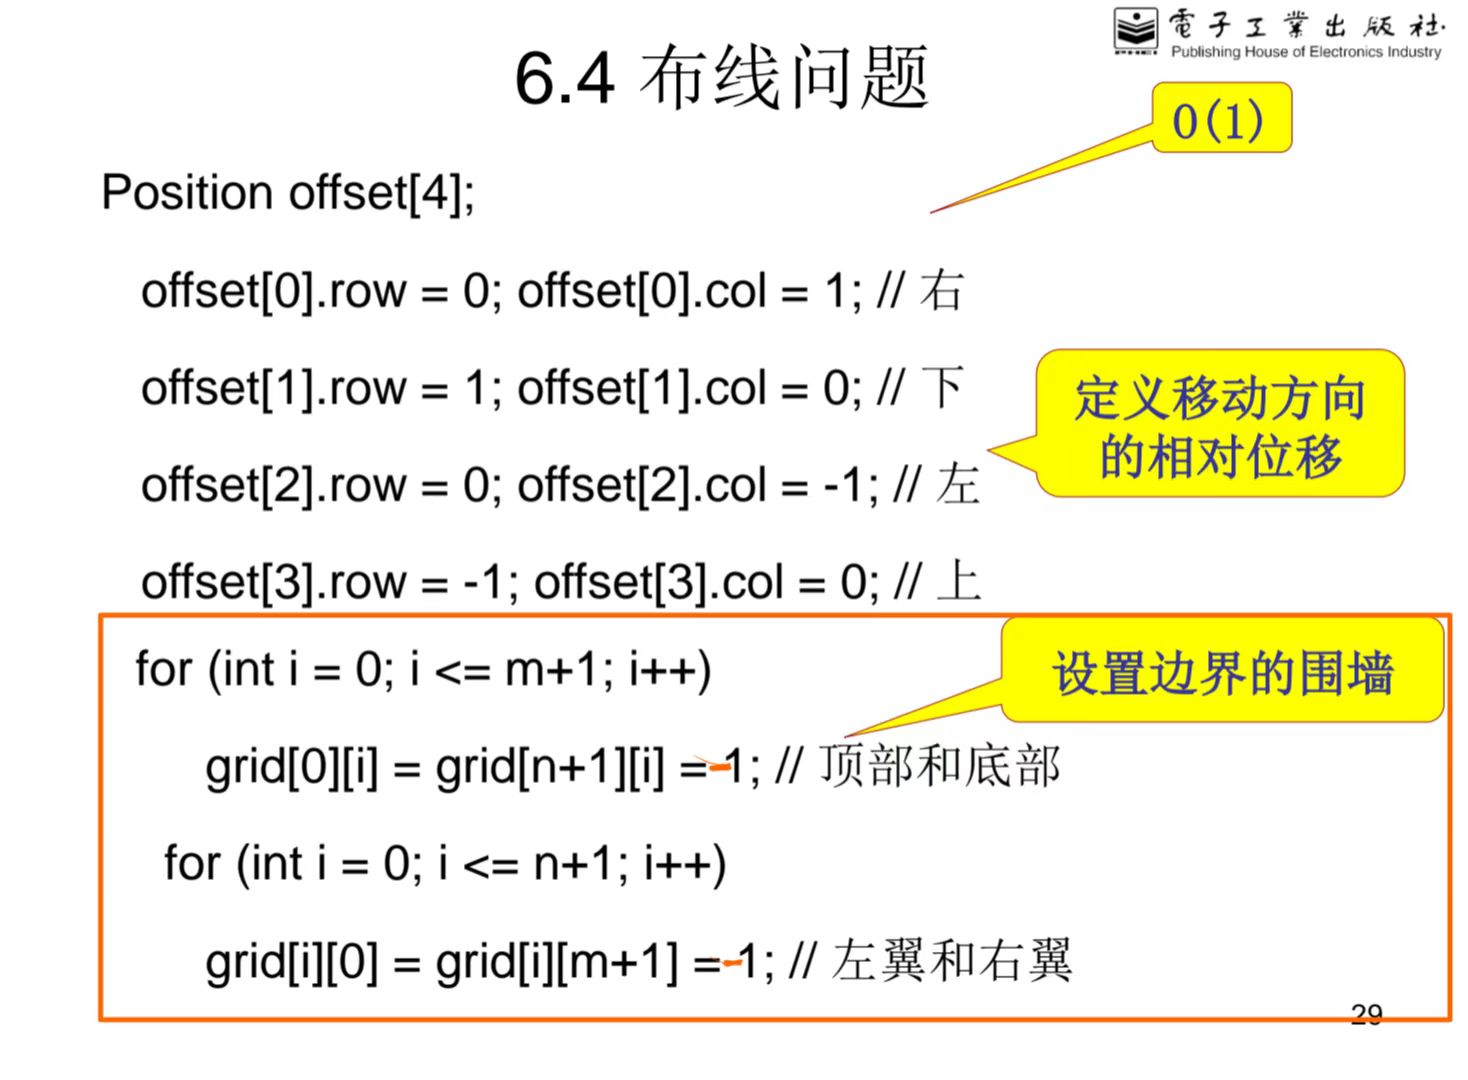 電子工業出版社.
Publishing House of Electronics Industry
6.4 布线问题
O(1)
Position offset[4];
offset[0].row = 0; offset[0].col = 1; // 右
offset[1].row = 1; offset[1].col = 0; // 下
定义移动方向
的相对位移
offset[2].row = 0; offset[2].col = -1; // 左
offset[3].row = -1; offset[3].col = 0; // 上
for (int i = 0; i <= m+1; i++)
设置边界的围墙
grid[0][i] = grid[n+1][i] =-1; // 顶部和底部
for (int i = 0; i <= n+1; i++)
grid[i][0] = grid[i][m+1] =-1; // 左翼和右翼
29